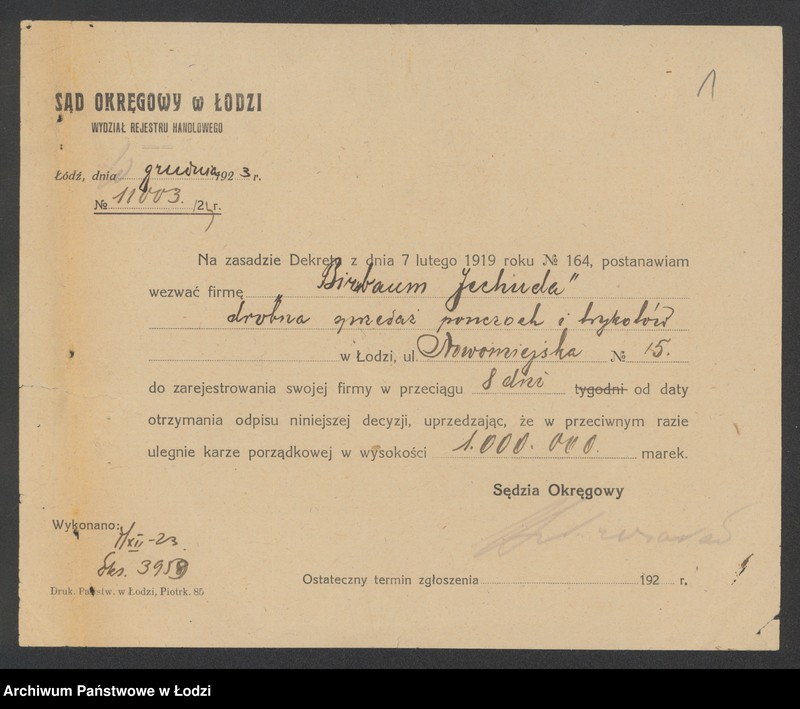 1
SĄD OKRĘGOWY w ŁODZI
WYDZIAŁ REJESTRU HANDLOWEGO
Łódź, dnia grudnia 1923 r.
№ 11003. /2 r.
Na zasadzie Dekretu z dnia 7 lutego 1919 roku № 164, postanawiam
wezwać firmę „Birbaum Jechuda"
drobna sprzedaż pończoch i trykotów
w Łodzi, ul. Nowomiejska № 15.
do zarejestrowania swojej firmy w przeciągu 8 dni tygodni od daty
otrzymania odpisu niniejszej decyzji, uprzedzając, że w przeciwnym razie
ulegnie karze porządkowej w wysokości 1.000.000. marek.
Sędzia Okręgowy
Wykonano:
XII-23
3959
Ostateczny termin zgłoszenia 192 r.
Druk. Państw. w Łodzi, Piotrk. 85
Archiwum Państwowe w Łodzi